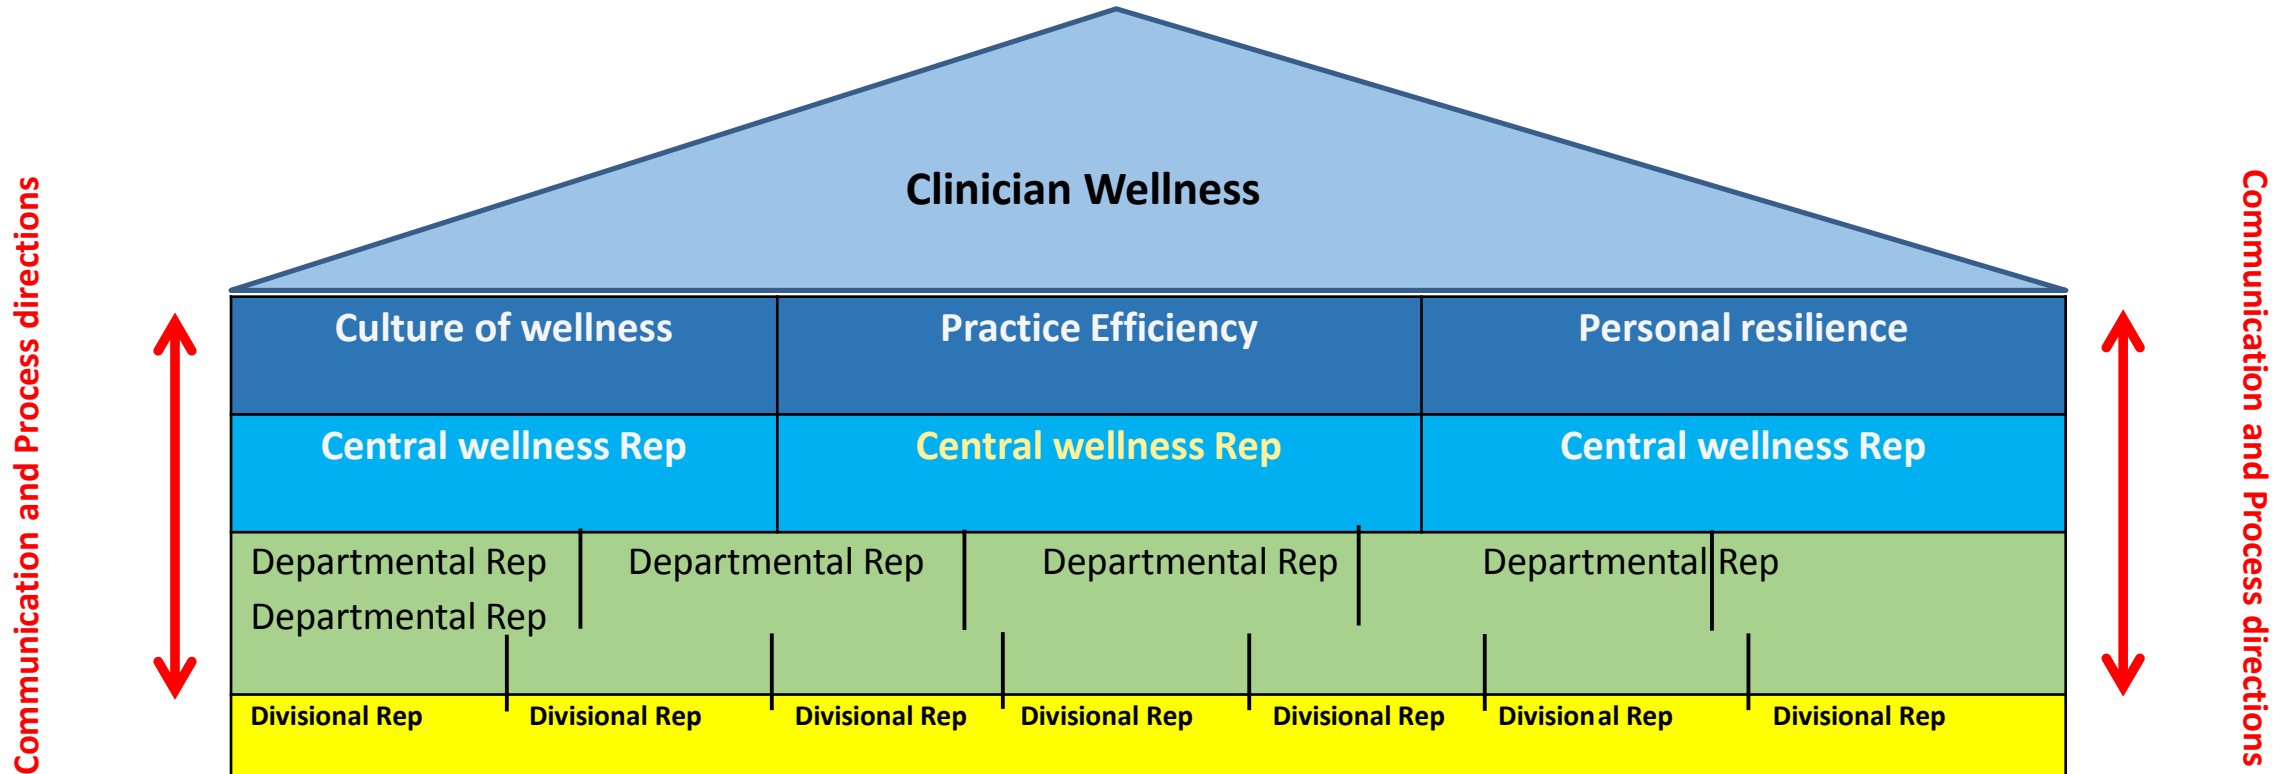 Clinician Wellness
Communication and Process directions
Culture of wellness Practice Efficiency Personal resilience
Central wellness Rep Central wellness Rep Central wellness Rep
Departmental Rep Departmental Rep Departmental Rep Departmental Rep
Departmental Rep
Divisional Rep Divisional Rep Divisional Rep Divisional Rep Divisional Rep Divisional Rep Divisional Rep
Communication and Process directions